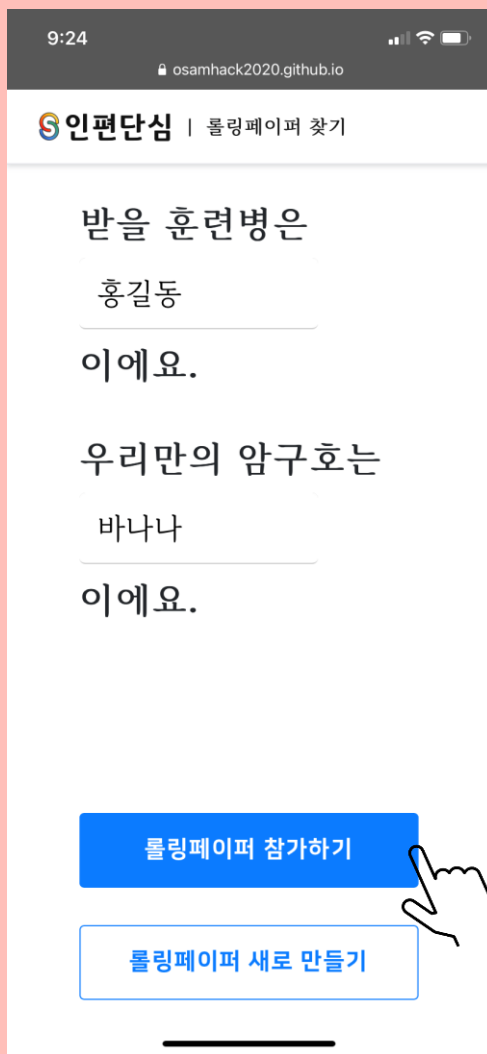 9:24
osamhack2020.github.io
인편단심 | 롤링페이퍼 찾기
받을 훈련병은
홍길동
이에요.
우리만의 암구호는
바나나
이에요.
롤링페이퍼 참가하기
롤링페이퍼 새로 만들기